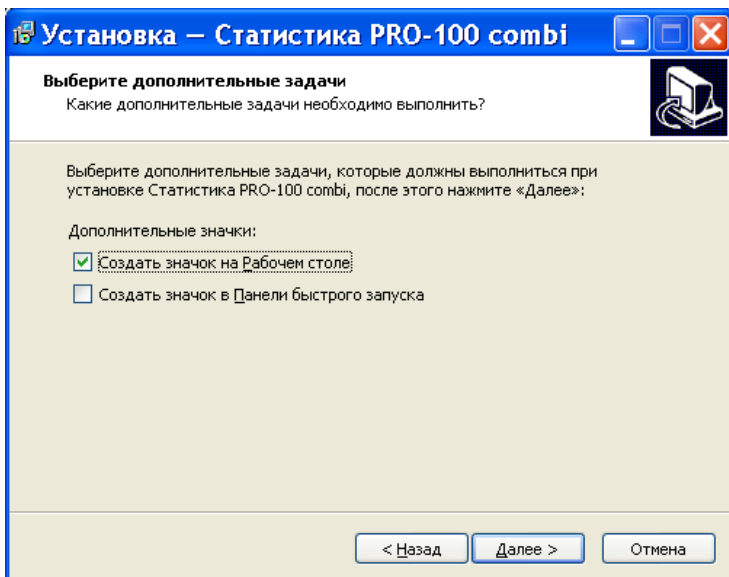 Установка — Статистика PRO-100 combi
Выберите дополнительные задачи
Какие дополнительные задачи необходимо выполнить?
Выберите дополнительные задачи, которые должны выполниться при
установке Статистика PRO-100 combi, после этого нажмите «Далее»:
Дополнительные значки:
Создать значок на Рабочем столе
Создать значок в Панели быстрого запуска
< Назад Далее > Отмена